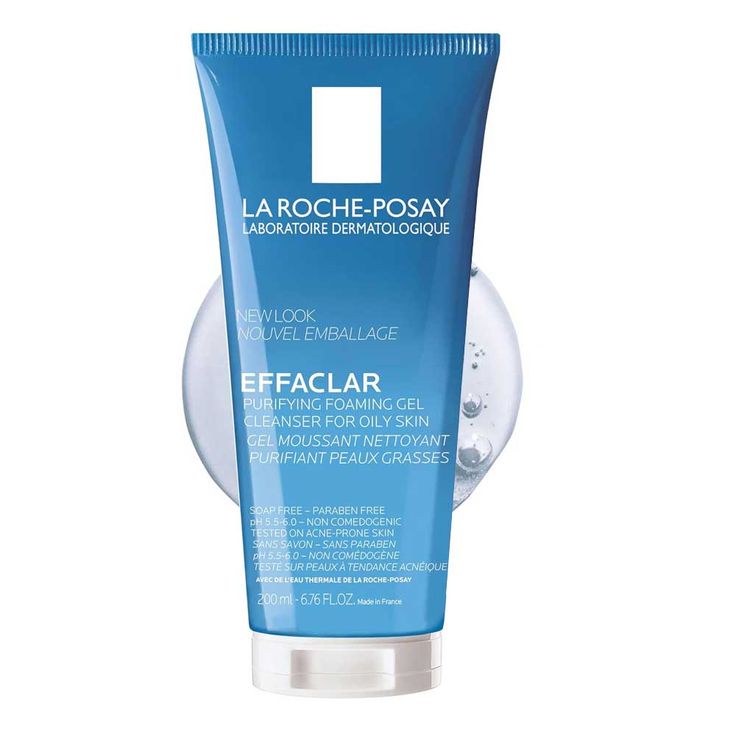 LA ROCHE-POSAY
LABORATOIRE DERMATOLOGIQUE
NEW LOOK
NOUVEL EMBALLAGE
EFFACLAR
PURIFYING FOAMING GEL
CLEANSER FOR OILY SKIN
GEL MOUSSANT NETTOYANT
PURIFIANT PEAUX GRASSES
SOAP FREE – PARABEN FREE
pH 5.5-6.0 – NON COMEDOGENIC
TESTED ON ACNE-PRONE SKIN
SANS SAVON – SANS PARABEN
pH 5.5-6.0 – NON COMÉDOGÈNE
TESTÉ SUR PEAUX À TENDANCE ACNÉIQUE
AVEC DE L'EAU THERMALE DE LA ROCHE-POSAY
200 ml - 6.76 FL.OZ. Made in France